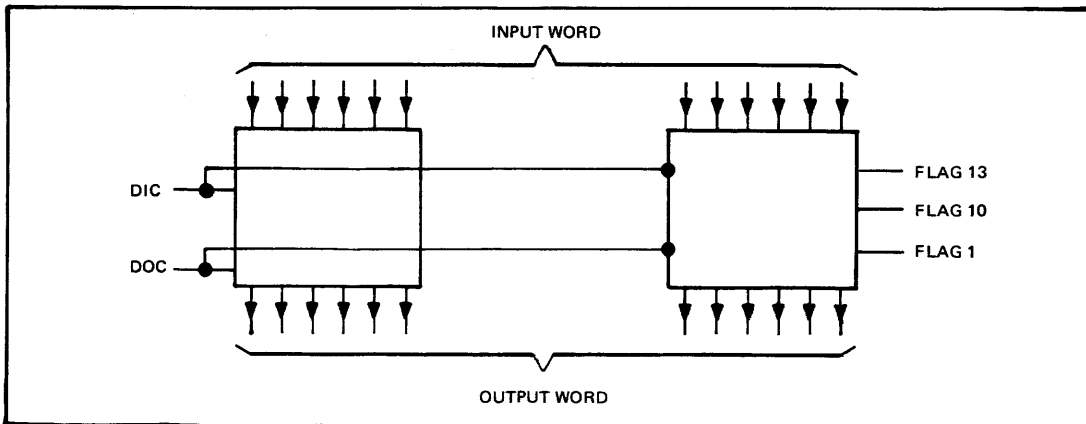 INPUT WORD
DIC
DOC
FLAG 13
FLAG 10
FLAG 1
OUTPUT WORD